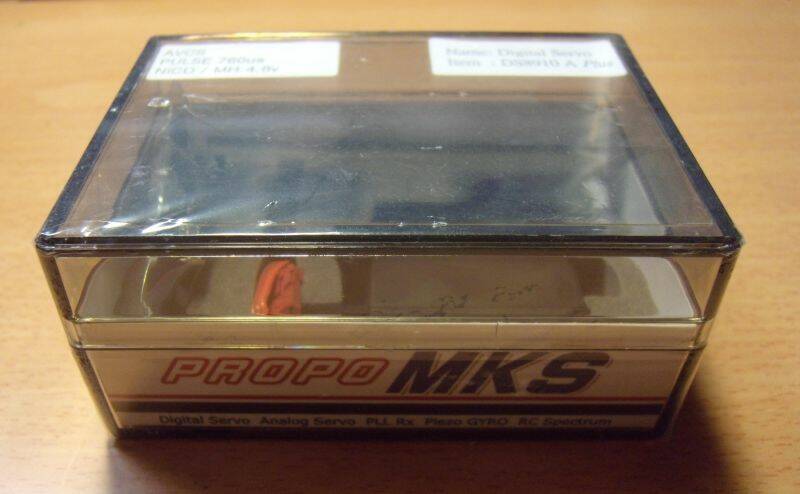 AVCS
PULSE 760us
NICD / MH:4.8v
Name: Digital Servo
Item : DS8910 A Plus
PROPO MKS
Digital Servo Analog Servo PLL Rx Piezo GYRO RC Spectrum